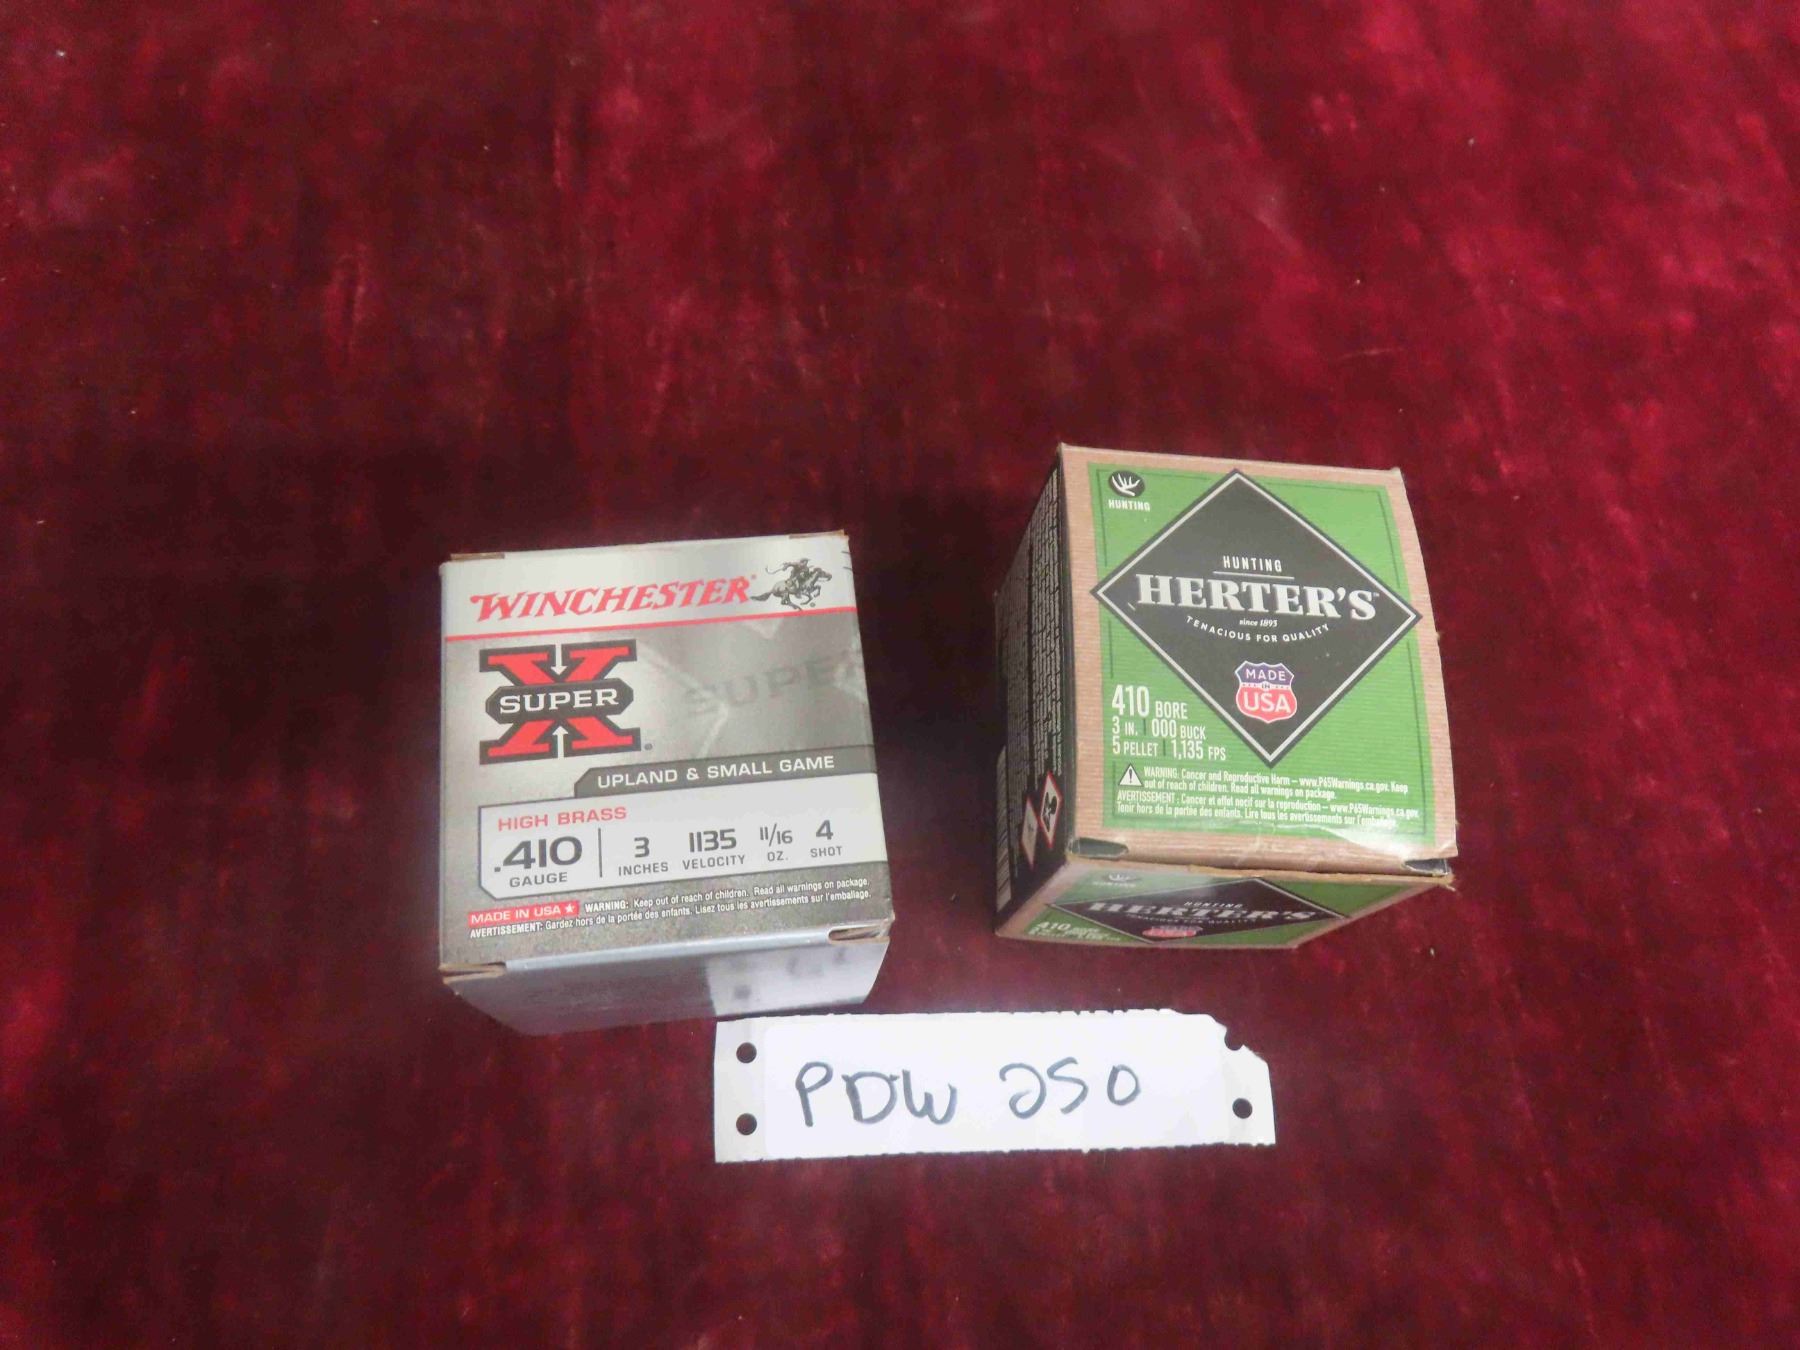 WINCHESTER
SUPER X
SUPER
UPLAND & SMALL GAME
HIGH BRASS
.410 GAUGE
3 INCHES
1135 VELOCITY
11/16 OZ.
4 SHOT
MADE IN USA ★ WARNING: Keep out of reach of children. Read all warnings on package.
AVERTISSEMENT: Gardez hors de la portée des enfants. Lisez tous les avertissements sur l'emballage.
HUNTING
HUNTING
HERTER'S™
since 1893
TENACIOUS FOR QUALITY
MADE
IN
USA
410 BORE
3 IN. | 000 BUCK
5 PELLET | 1,135 FPS
WARNING: Cancer and Reproductive Harm – www.P65Warnings.ca.gov. Keep
out of reach of children. Read all warnings on package.
AVERTISSEMENT : Cancer et effet nocif sur la reproduction – www.P65Warnings.ca.gov.
Tenir hors de la portée des enfants. Lire tous les avertissements sur l'emballage.
HUNTING
HERTER'S
410 BORE
PDW 250